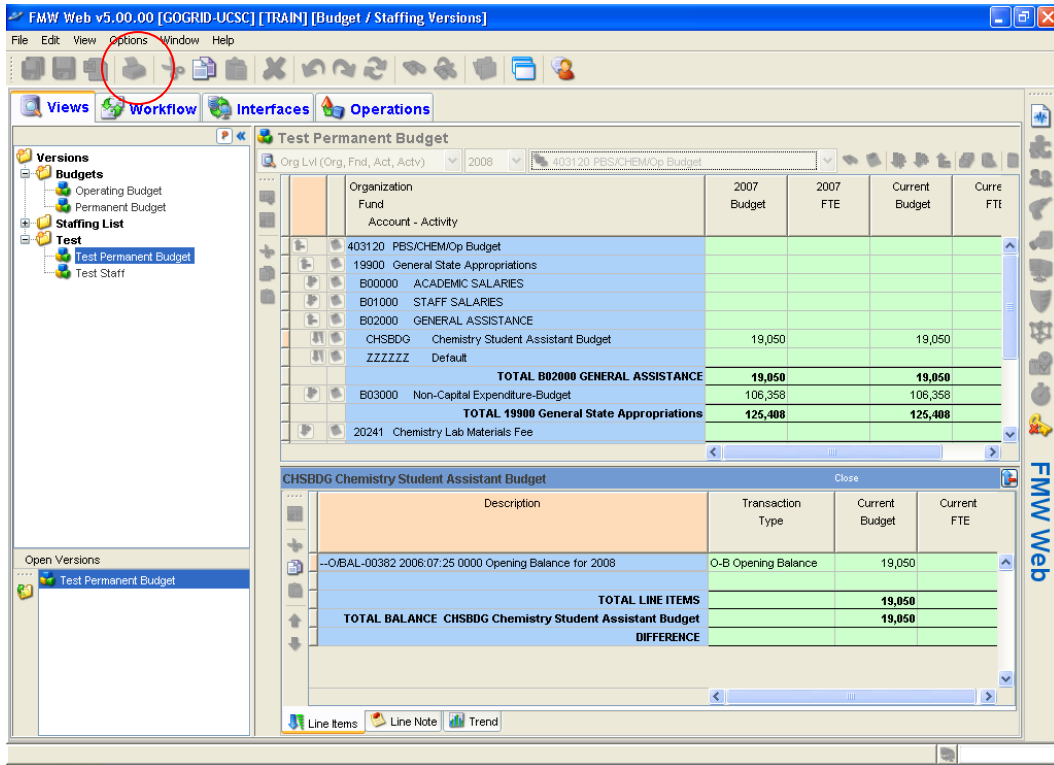 FMW Web v5.00.00 [GOGRID-UCSC] [TRAIN] [Budget / Staffing Versions]
File Edit View Options Window Help
Views Workflow Interfaces Operations
Versions
Budgets
Operating Budget
Permanent Budget
Staffing List
Test
Test Permanent Budget
Test Staff
Open Versions
Test Permanent Budget
Test Permanent Budget
Org Lvl (Org, Fnd, Act, Actv) 2008 403120 PBS/CHEM/Op Budget
Organization 2007 2007 Current Curre
Fund Budget FTE Budget FTE
Account - Activity
403120 PBS/CHEM/Op Budget
19900 General State Appropriations
B00000 ACADEMIC SALARIES
B01000 STAFF SALARIES
B02000 GENERAL ASSISTANCE
CHSBDG Chemistry Student Assistant Budget 19,050 19,050
ZZZZZZ Default
TOTAL B02000 GENERAL ASSISTANCE 19,050 19,050
B03000 Non-Capital Expenditure-Budget 106,358 106,358
TOTAL 19900 General State Appropriations 125,408 125,408
20241 Chemistry Lab Materials Fee
CHSBDG Chemistry Student Assistant Budget Close
Description Transaction Current Current
Type Budget FTE
--O/BAL-00382 2006:07:25 0000 Opening Balance for 2008 O-B Opening Balance 19,050
TOTAL LINE ITEMS 19,050
TOTAL BALANCE CHSBDG Chemistry Student Assistant Budget 19,050
DIFFERENCE
Line Items Line Note Trend
FMW Web